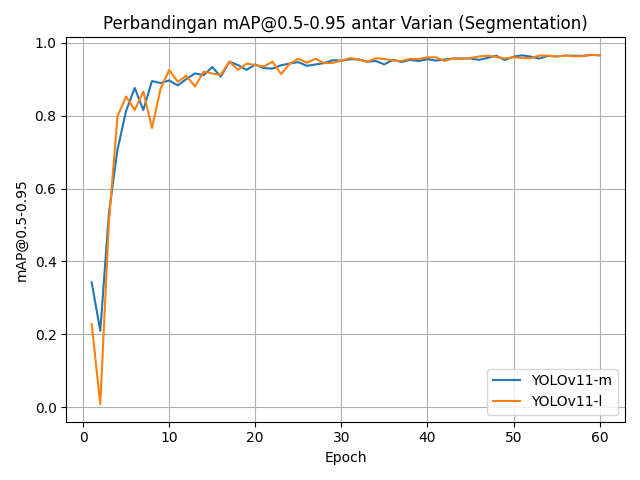 Perbandingan mAP@0.5-0.95 antar Varian (Segmentation)
mAP@0.5-0.95
1.0
0.8
0.6
0.4
0.2
0.0
0 10 20 30 40 50 60
Epoch
YOLOv11-m
YOLOv11-l